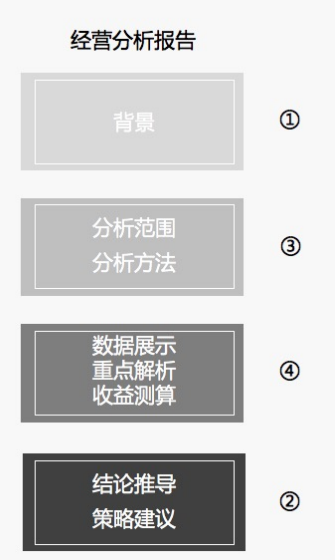 经营分析报告
背景
①
分析范围
分析方法
③
数据展示
重点解析
收益测算
④
结论推导
策略建议
②